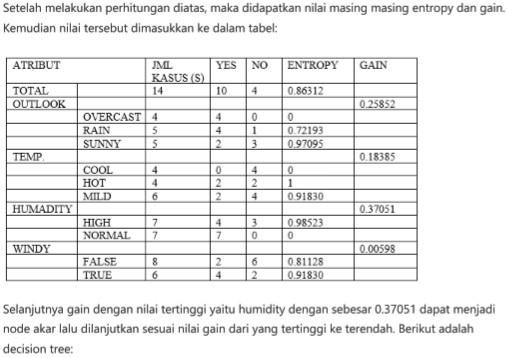 Setelah melakukan perhitungan diatas, maka didapatkan nilai masing masing entropy dan gain.
Kemudian nilai tersebut dimasukkan ke dalam tabel:
ATRIBUT JML KASUS (S) YES NO ENTROPY GAIN
TOTAL 14 10 4 0.86312
OUTLOOK 0.25852
OVERCAST 4 4 0 0
RAIN 5 4 1 0.72193
SUNNY 5 2 3 0.97095
TEMP. 0.18385
COOL 4 0 4 0
HOT 4 2 2 1
MILD 6 2 4 0.91830
HUMADITY 0.37051
HIGH 7 4 3 0.98523
NORMAL 7 7 0 0
WINDY 0.00598
FALSE 8 2 6 0.81128
TRUE 6 4 2 0.91830
Selanjutnya gain dengan nilai tertinggi yaitu humidity dengan sebesar 0.37051 dapat menjadi
node akar lalu dilanjutkan sesuai nilai gain dari yang tertinggi ke terendah. Berikut adalah
decision tree: